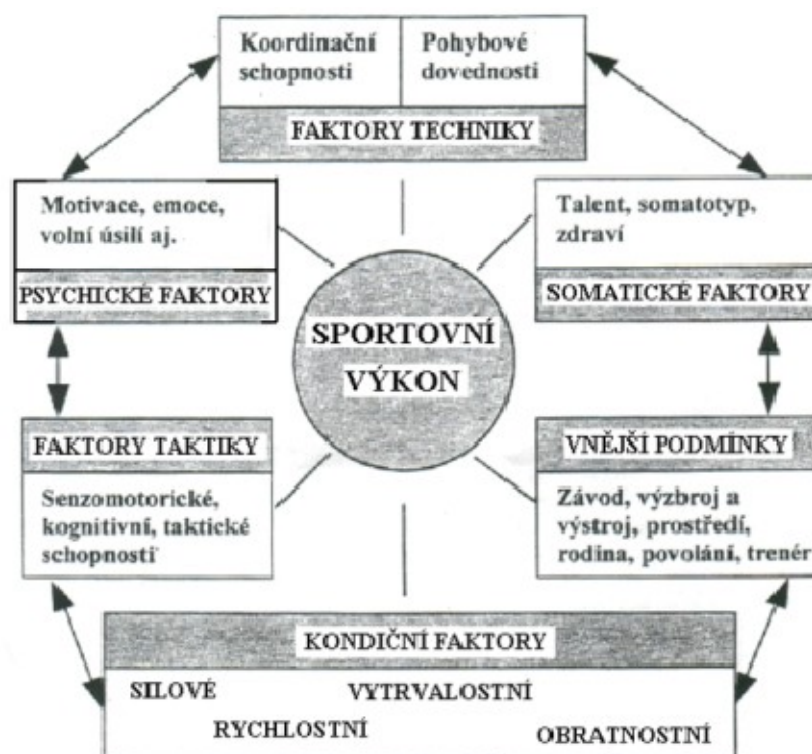 Koordinační
schopnosti
Pohybové
dovednosti
FAKTORY TECHNIKY
Motivace, emoce,
volní úsilí aj.
PSYCHICKÉ FAKTORY
Talent, somatotyp,
zdraví
SOMATICKÉ FAKTORY
SPORTOVNÍ
VÝKON
FAKTORY TAKTIKY
Senzomotorické,
kognitivní, taktické
schopnosti
VNĚJŠÍ PODMÍNKY
Závod, výzbroj a
výstroj, prostředí,
rodina, povolání, trenér
KONDIČNÍ FAKTORY
SILOVÉ
VYTRVALOSTNÍ
RYCHLOSTNÍ
OBRATNOSTNÍ